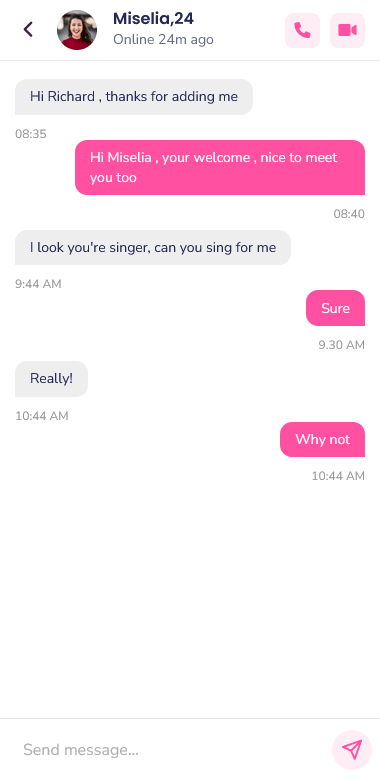 Miselia,24
Online 24m ago
Hi Richard , thanks for adding me
08:35
Hi Miselia , your welcome , nice to meet
you too
08:40
I look you're singer, can you sing for me
9:44 AM
Sure
9.30 AM
Really!
10:44 AM
Why not
10:44 AM
Send message...